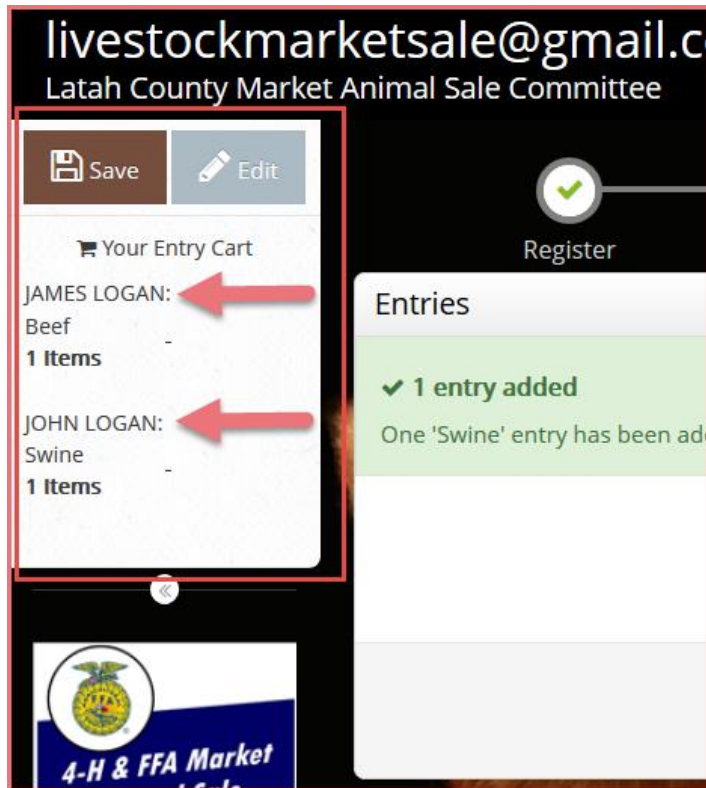 livestockmarketsale@gmail.c
Latah County Market Animal Sale Committee
Save
Edit
Your Entry Cart
JAMES LOGAN:
Beef
-
1 Items
JOHN LOGAN:
Swine
-
1 Items
Register
Entries
1 entry added
One 'Swine' entry has been ad
«
FFA
4-H & FFA Market